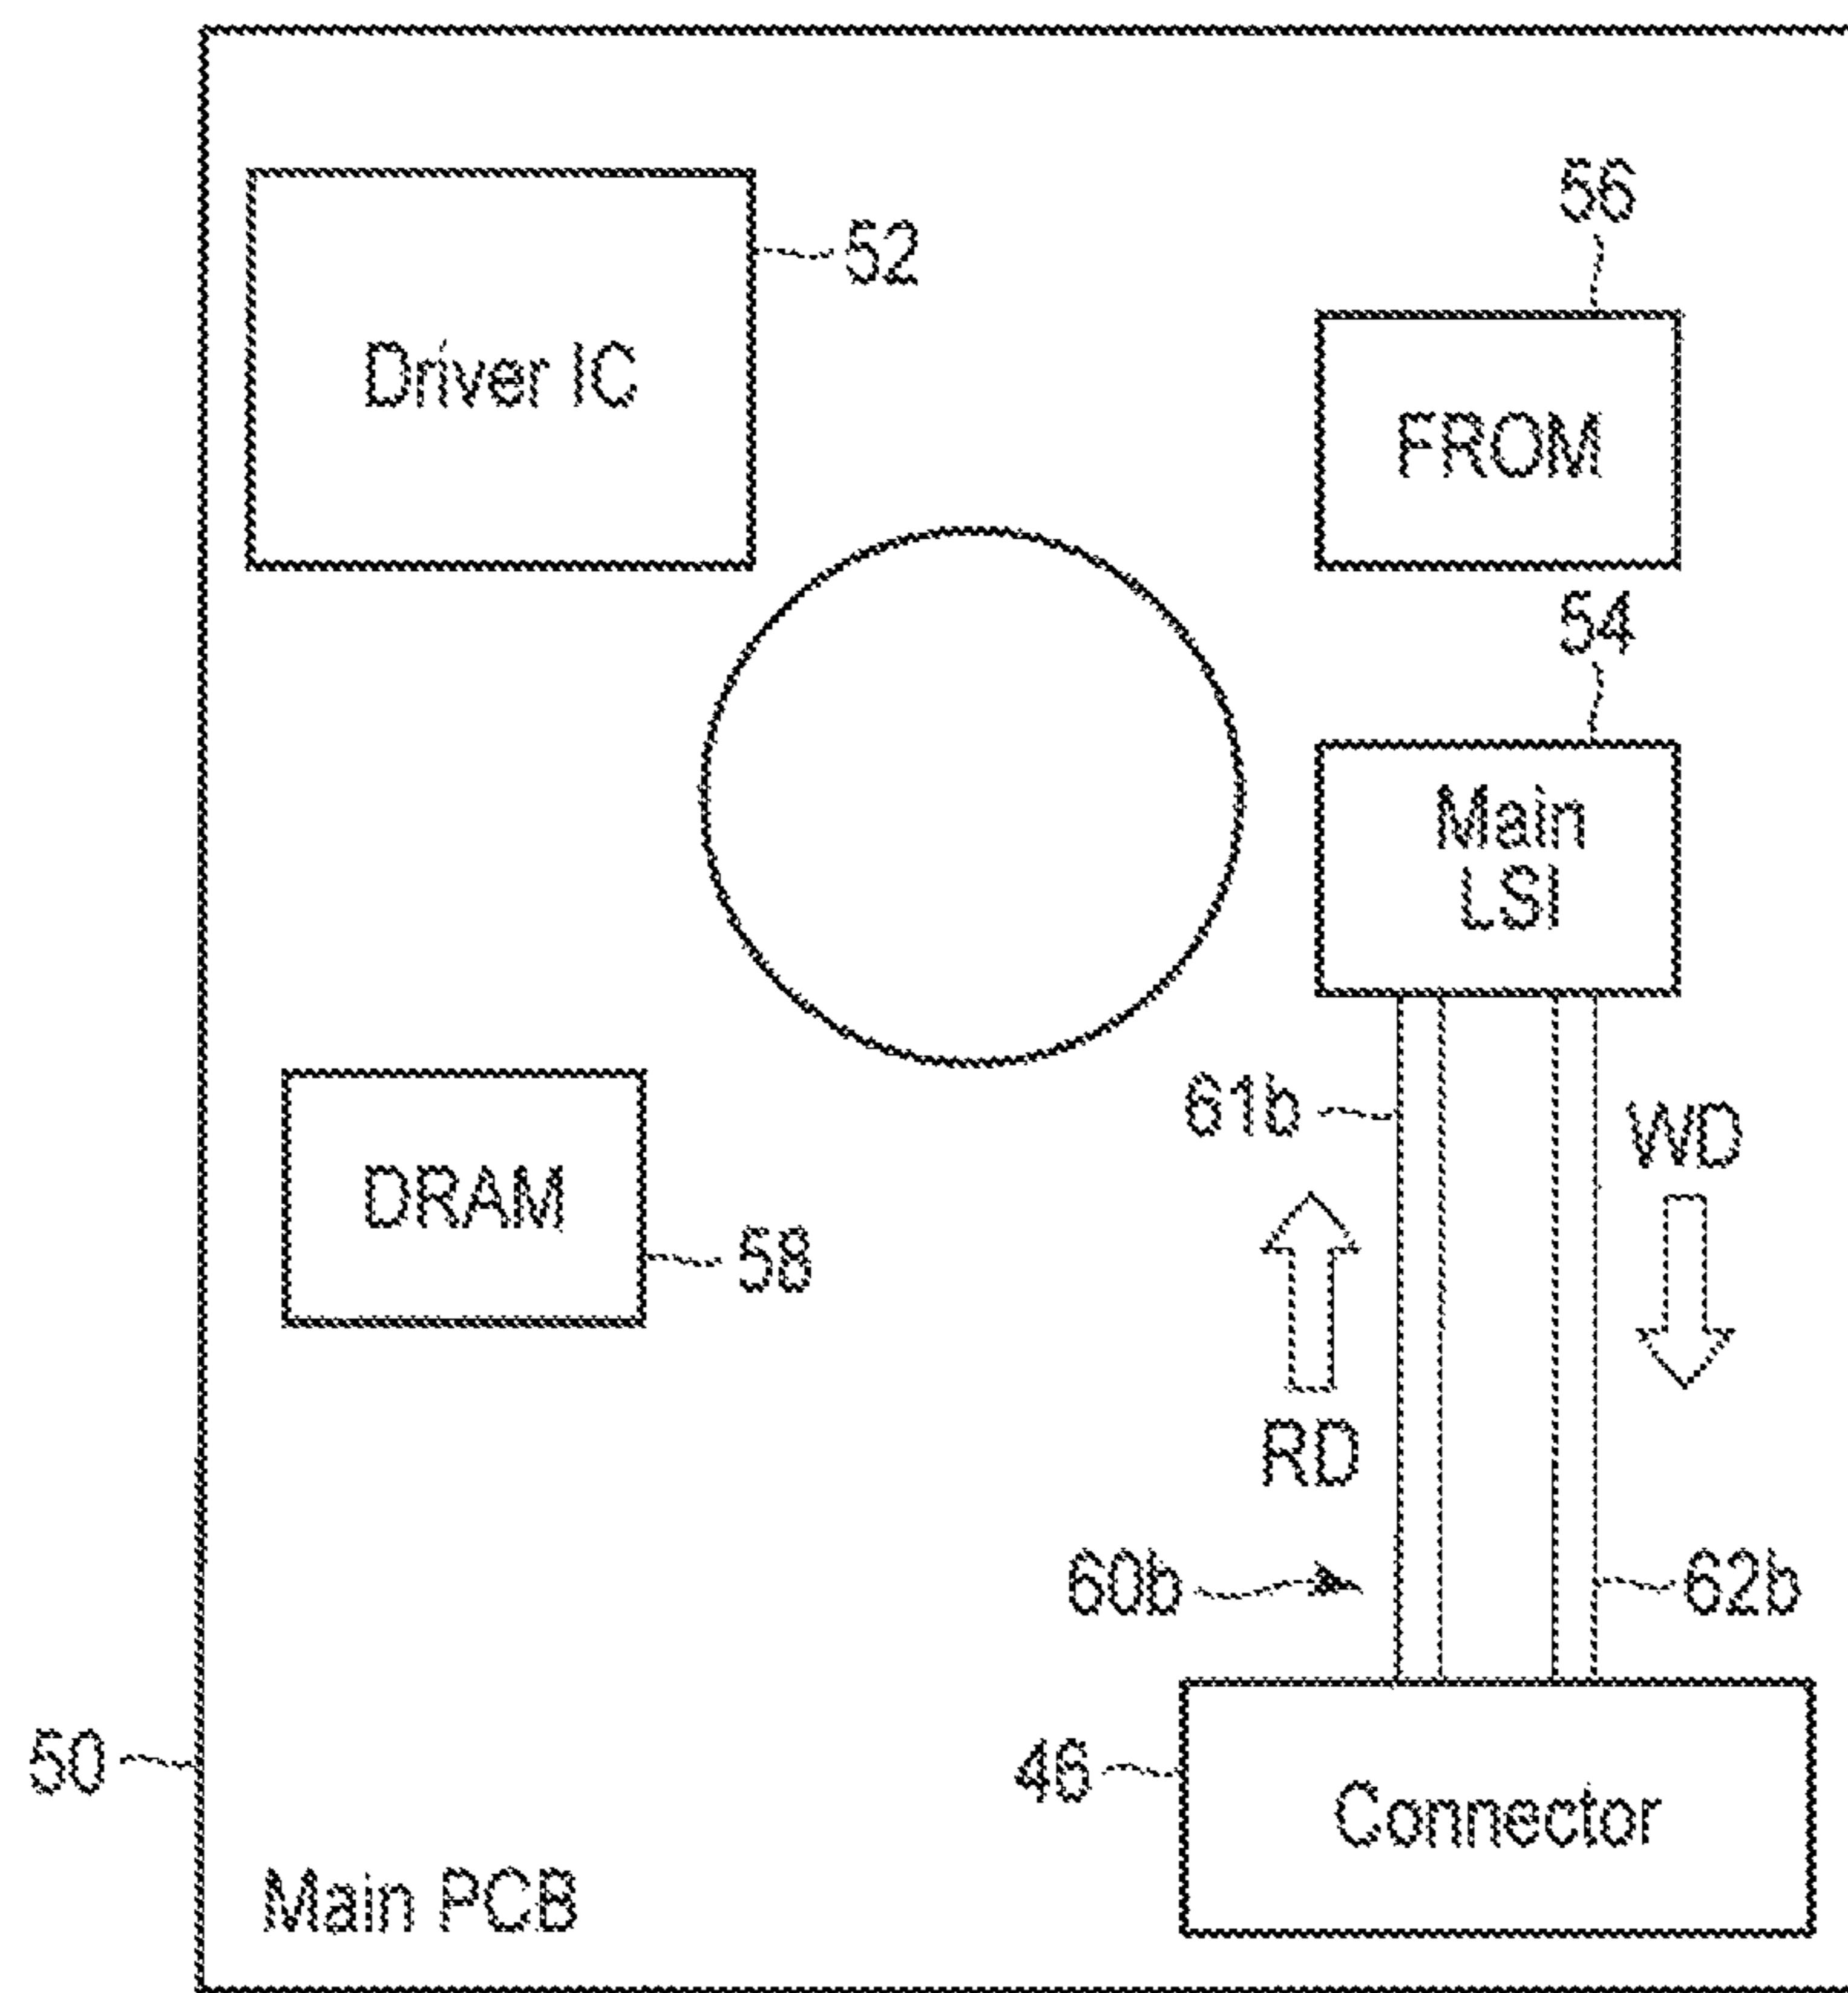 56
52
Driver IC
FROM
54
Main
LSI
61b
WD
DRAM
58
RD
60b
62b
50
46
Connector
Main PCB